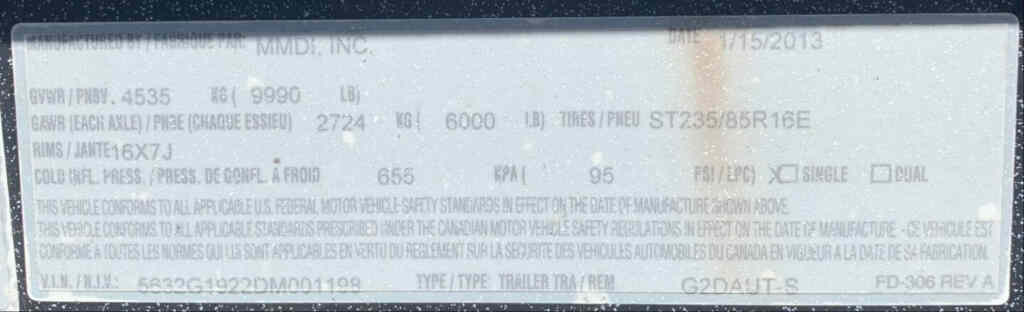 MANUFACTURED BY / FABRIQUE PAR: MMDI, INC. DATE 1/15/2013
GVWR / PNBV. 4535 KG ( 9990 LB)
GAWR (EACH AXLE) / PNBE (CHAQUE ESSIEU) 2724 KG ( 6000 LB) TIRES / PNEU ST235/85R16E
RIMS / JANTE 16X7J
COLD INFL. PRESS. / PRESS. DE GONFL. À FROID 655 KPA ( 95 PSI / LPC) X☐ SINGLE ☐ DUAL
THIS VEHICLE CONFORMS TO ALL APPLICABLE U.S. FEDERAL MOTOR VEHICLE SAFETY STANDARDS IN EFFECT ON THE DATE OF MANUFACTURE SHOWN ABOVE.
THIS VEHICLE CONFORMS TO ALL APPLICABLE STANDARDS PRESCRIBED UNDER THE CANADIAN MOTOR VEHICLE SAFETY REGULATIONS IN EFFECT ON THE DATE OF MANUFACTURE - CE VEHICULE EST
CONFORME A TOUTES LES NORMES QUI LUI SONT APPLICABLES EN VERTU DU REGLEMENT SUR LA SECURITE DES VEHICULES AUTOMOBILES DU CANADA EN VIGUEUR A LA DATE DE SA FABRICATION.
V.I.N. / N.I.V.: 5632G1922DM001198 TYPE / TYPE: TRAILER TRA / REM G2DAUT-S FD-306 REV A